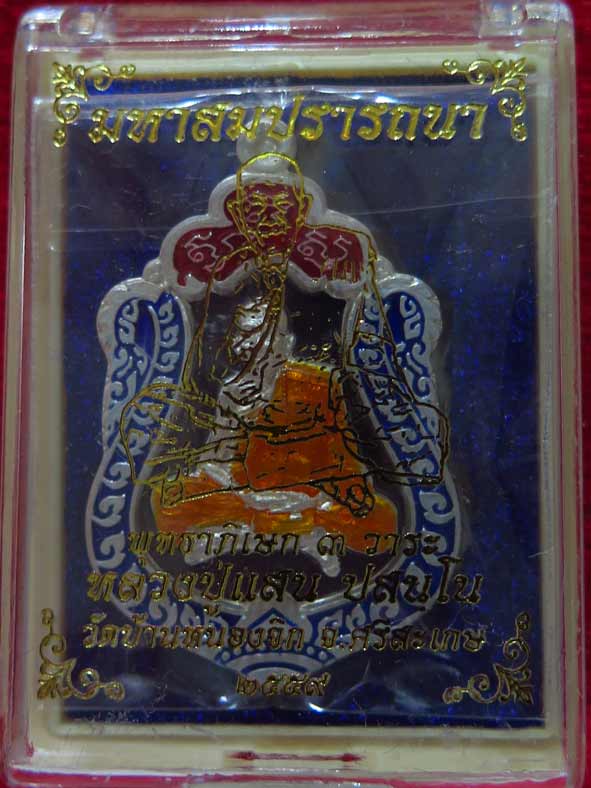 มหาสมปรารถนา
พุทธาภิเษก ๓ วาระ
หลวงปู่แสน ปสนฺโน
วัดบ้านหนองจิก จ.ศรีสะเกษ
๒๕๕๙